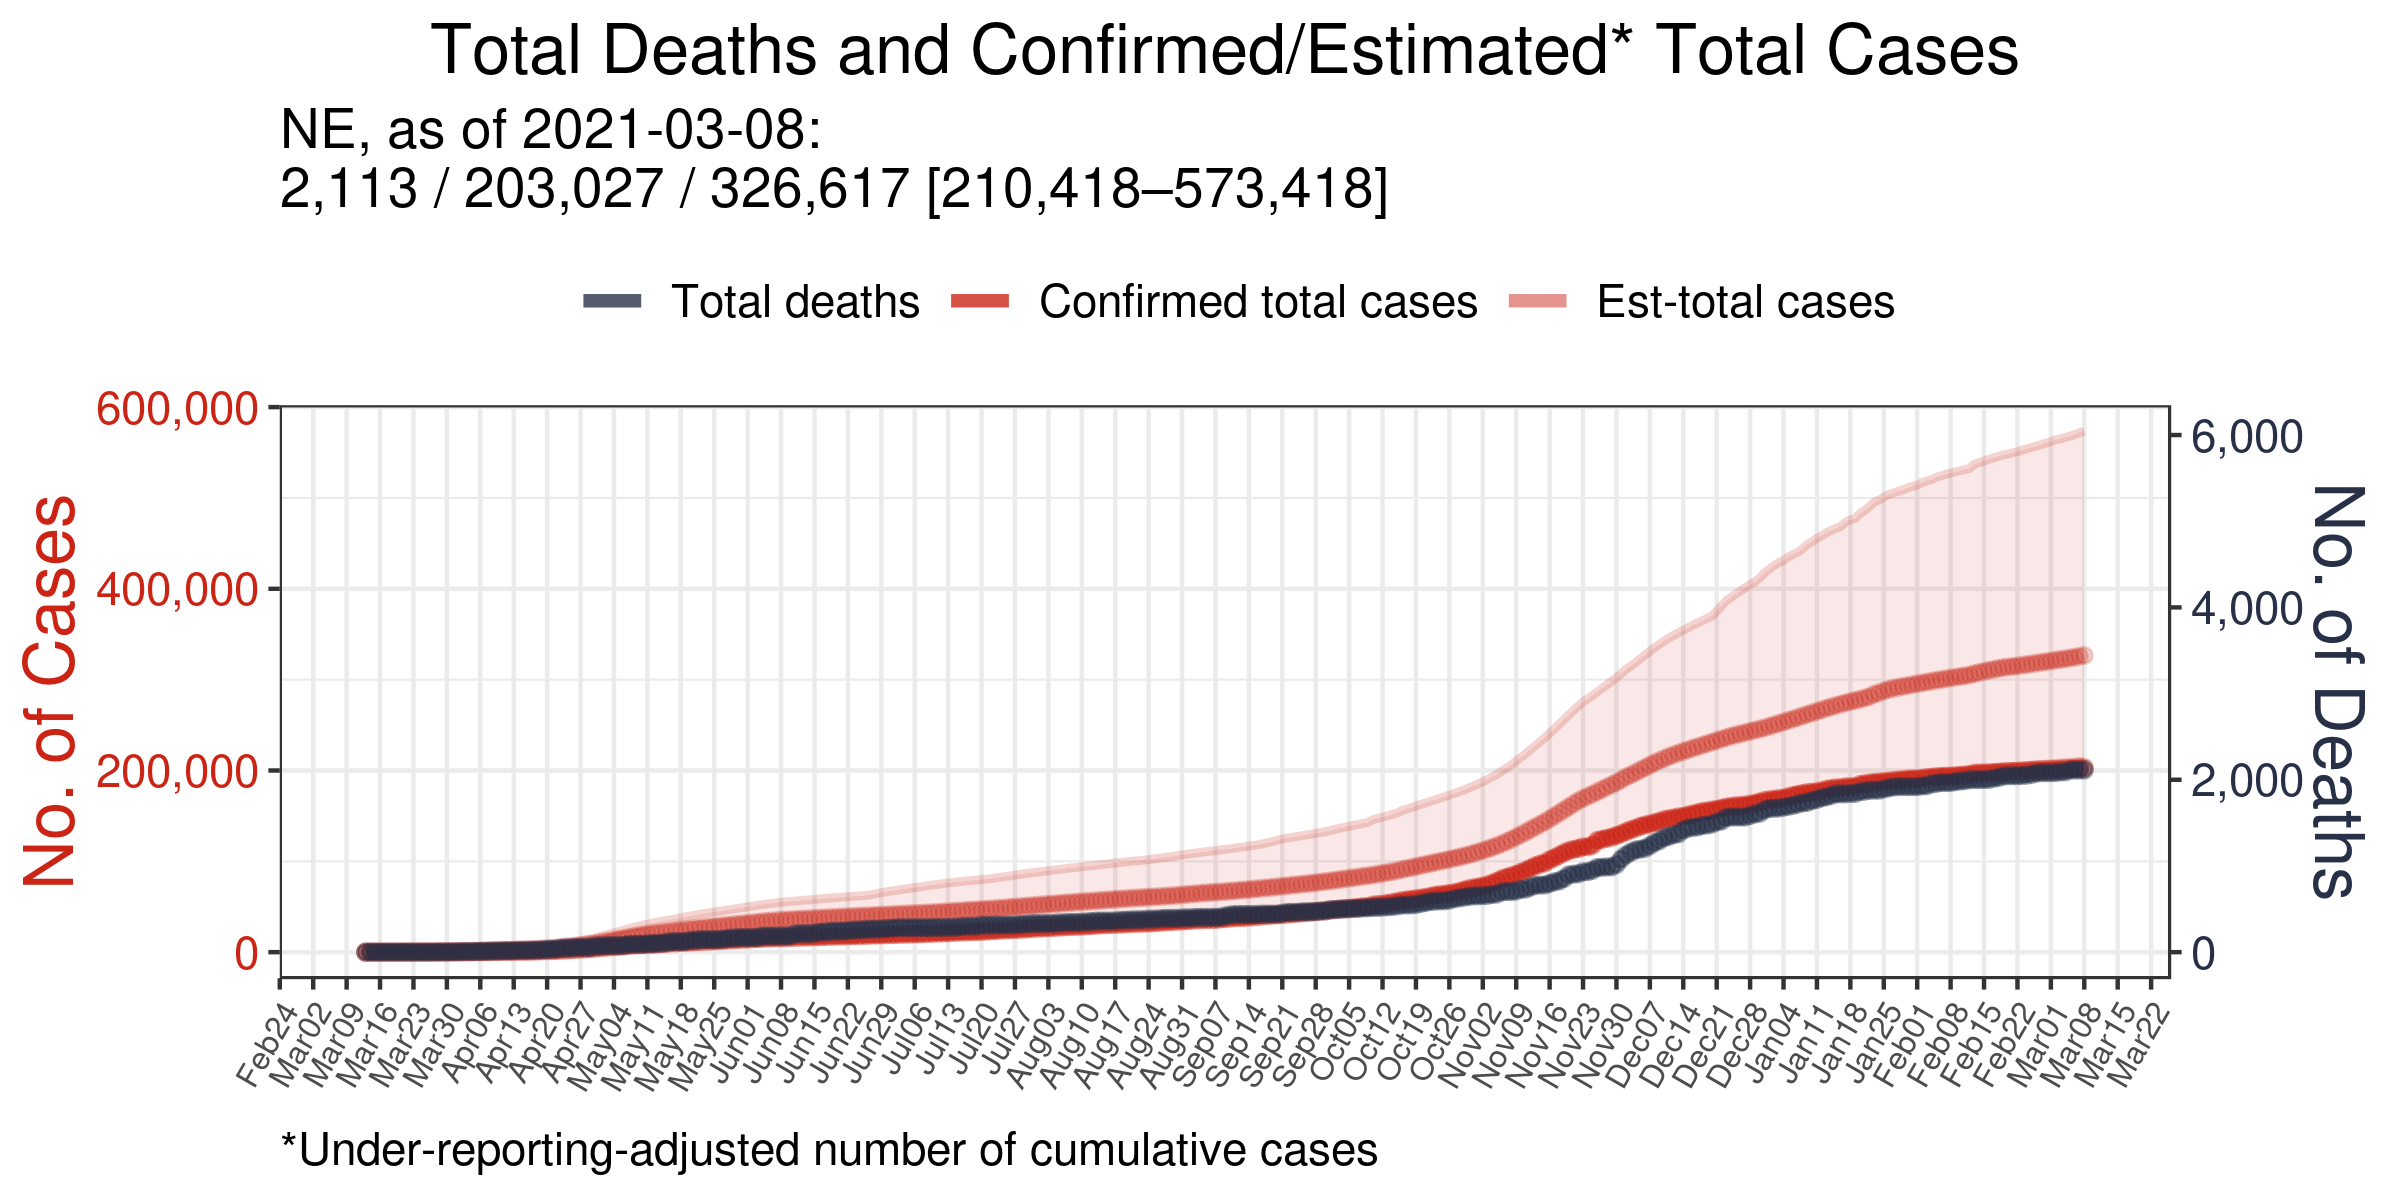 Total Deaths and Confirmed/Estimated* Total Cases
NE, as of 2021-03-08:
2,113 / 203,027 / 326,617 [210,418–573,418]
Total deaths
Confirmed total cases
Est-total cases
No. of Cases
600,000
400,000
200,000
0
6,000
4,000
2,000
0
No. of Deaths
Feb24
Mar02
Mar09
Mar16
Mar23
Mar30
Apr06
Apr13
Apr20
Apr27
May04
May11
May18
May25
Jun01
Jun08
Jun15
Jun22
Jun29
Jul06
Jul13
Jul20
Jul27
Aug03
Aug10
Aug17
Aug24
Aug31
Sep07
Sep14
Sep21
Sep28
Oct05
Oct12
Oct19
Oct26
Nov02
Nov09
Nov16
Nov23
Nov30
Dec07
Dec14
Dec21
Dec28
Jan04
Jan11
Jan18
Jan25
Feb01
Feb08
Feb15
Feb22
Mar01
Mar08
Mar15
Mar22
*Under-reporting-adjusted number of cumulative cases